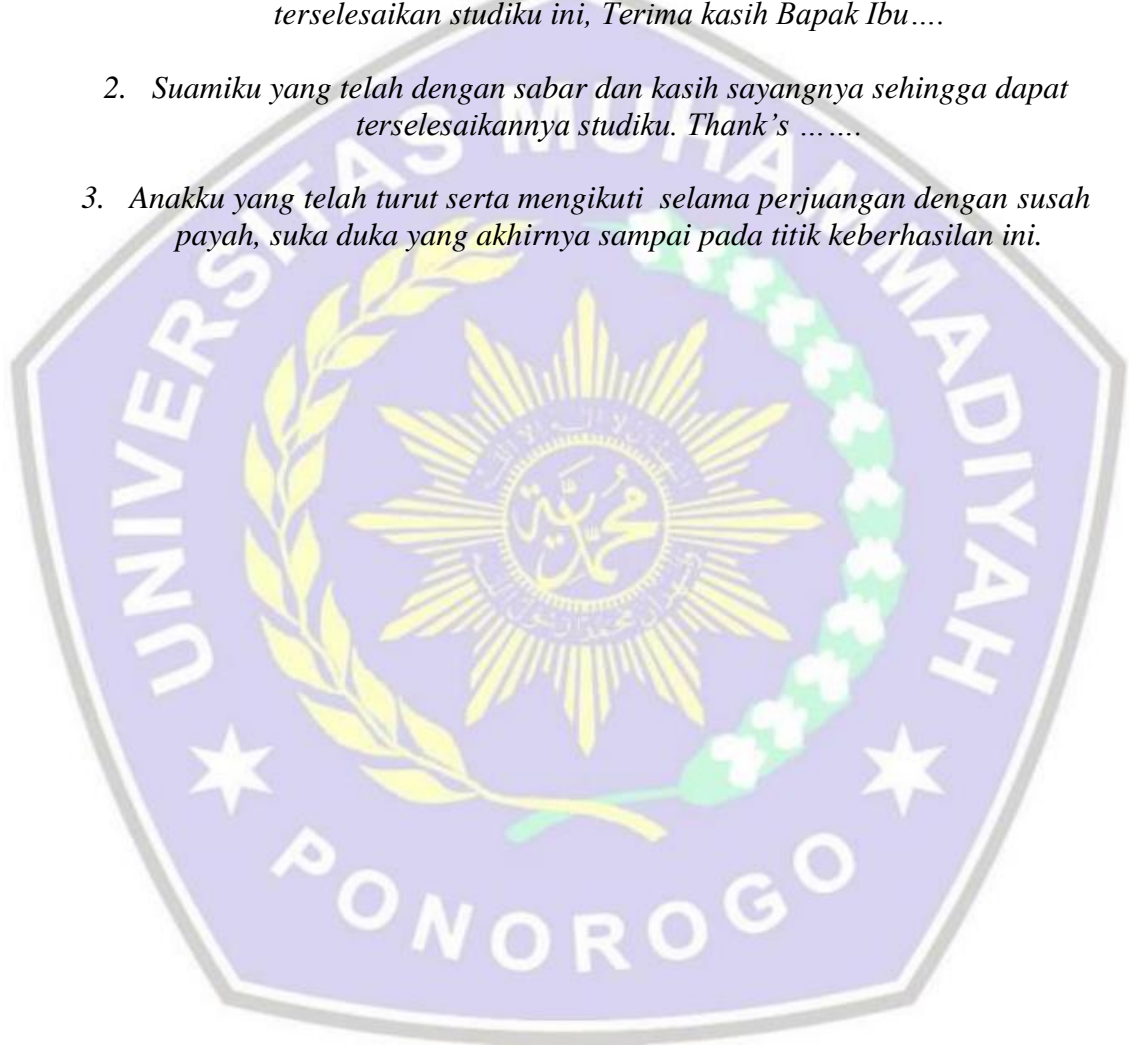 terselesaikan studiku ini, Terima kasih Bapak Ibu….
2. Suamiku yang telah dengan sabar dan kasih sayangnya sehingga dapat
terselesaikannya studiku. Thank’s …….
3. Anakku yang telah turut serta mengikuti  selama perjuangan dengan susah
payah, suka duka yang akhirnya sampai pada titik keberhasilan ini.
UNIVERSITAS MUHAMMADIYAH
محمدية
PONOROGO